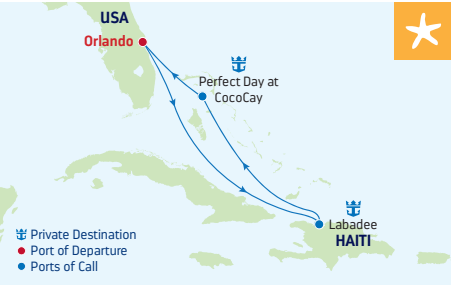 USA
Orlando
Perfect Day at
CocoCay
Labadee
HAITI
Private Destination
Port of Departure
Ports of Call